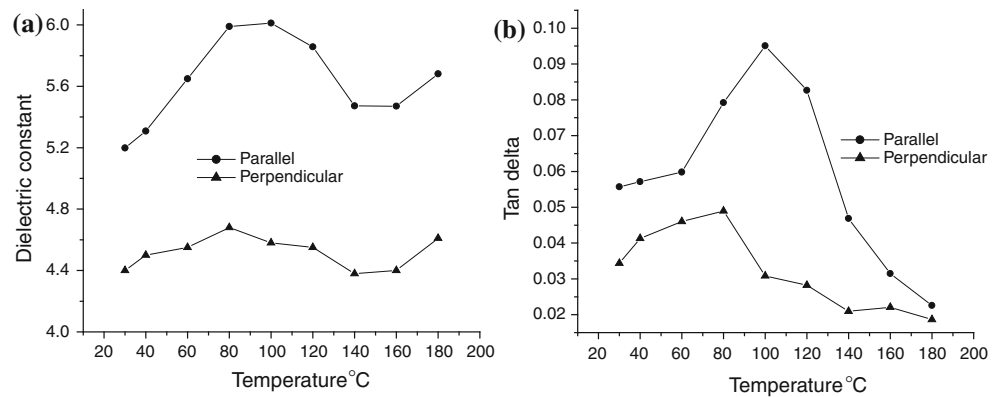 (a)
6.0
5.6
5.2
4.8
4.4
4.0
Dielectric constant
Parallel
Perpendicular
20 40 60 80 100 120 140 160 180 200
Temperature°C
(b)
0.10
0.09
0.08
0.07
0.06
0.05
0.04
0.03
0.02
Tan delta
Parallel
Perpendicular
20 40 60 80 100 120 140 160 180 200
Temperature°C